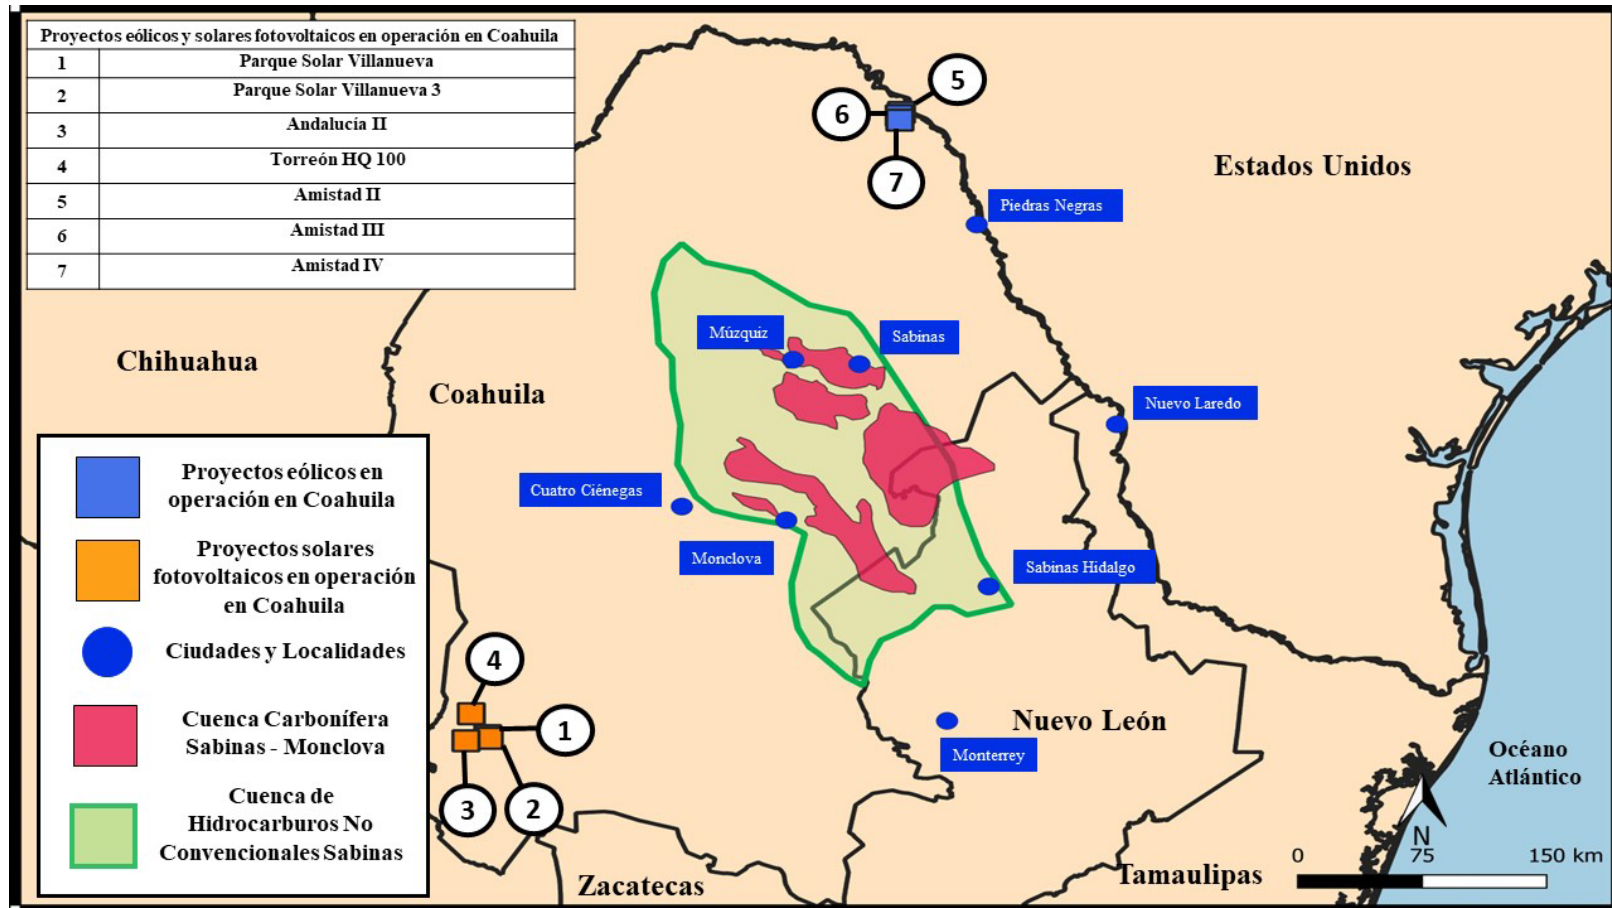 Proyectos eólicos y solares fotovoltaicos en operación en Coahuila
1 Parque Solar Villanueva
2 Parque Solar Villanueva 3
3 Andalucía II
4 Torreón HQ 100
5 Amistad II
6 Amistad III
7 Amistad IV
5
6
7
Estados Unidos
Piedras Negras
Múzquiz
Sabinas
Chihuahua
Coahuila
Nuevo Laredo
Cuatro Ciénegas
Monclova
Sabinas Hidalgo
Proyectos eólicos en
operación en Coahuila
Proyectos solares
fotovoltaicos en operación
en Coahuila
Ciudades y Localidades
Cuenca Carbonífera
Sabinas - Monclova
Cuenca de
Hidrocarburos No
Convencionales Sabinas
4
1
3
2
Nuevo León
Monterrey
Océano
Atlántico
N
0 75 150 km
Zacatecas
Tamaulipas